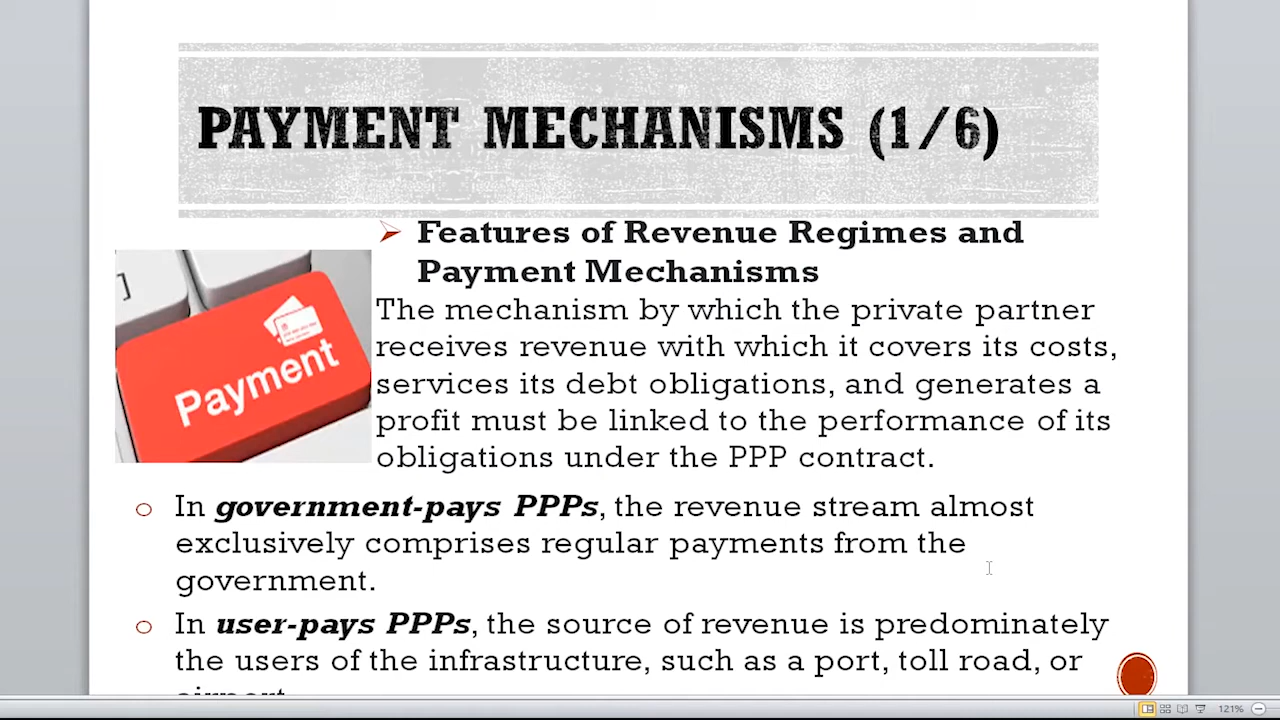 PAYMENT MECHANISMS (1/6)
Features of Revenue Regimes and
Payment Mechanisms
Payment
The mechanism by which the private partner
receives revenue with which it covers its costs,
services its debt obligations, and generates a
profit must be linked to the performance of its
obligations under the PPP contract.
In government-pays PPPs, the revenue stream almost
exclusively comprises regular payments from the
government.
In user-pays PPPs, the source of revenue is predominately
the users of the infrastructure, such as a port, toll road, or
airport
121%